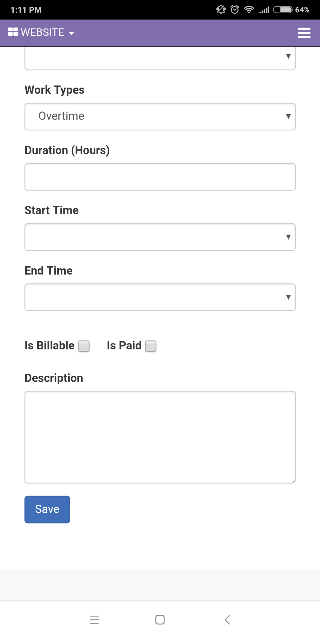 1:11 PM 64%
WEBSITE
Work Types
Overtime
Duration (Hours)
Start Time
End Time
Is Billable Is Paid
Description
Save